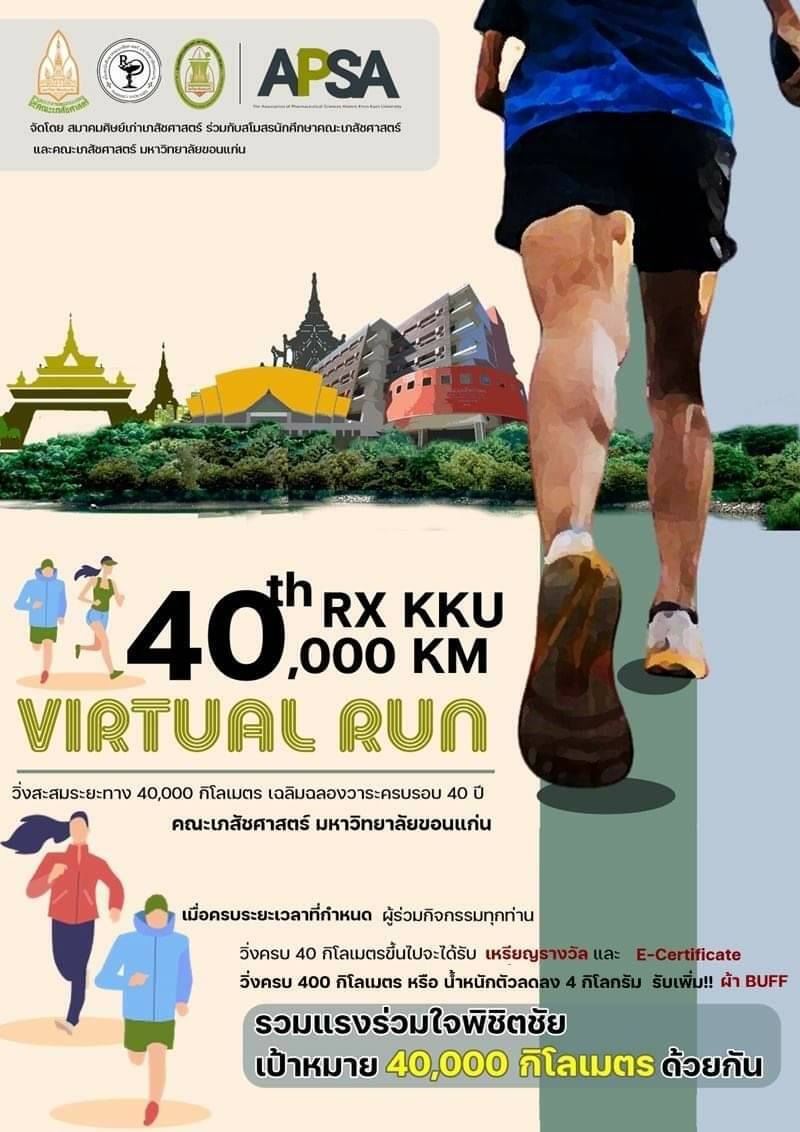 APSA
The Association of Pharmaceutical Sciences Alumni Khon Kaen University
จัดโดย สมาคมศิษย์เก่าเภสัชศาสตร์ ร่วมกับสโมสรนักศึกษาคณะเภสัชศาสตร์
และคณะเภสัชศาสตร์ มหาวิทยาลัยขอนแก่น
40th RX KKU
40,000 KM
VIRTUAL RUN
วิ่งสะสมระยะทาง 40,000 กิโลเมตร เฉลิมฉลองวาระครบรอบ 40 ปี
คณะเภสัชศาสตร์ มหาวิทยาลัยขอนแก่น
เมื่อครบระยะเวลาที่กำหนด ผู้ร่วมกิจกรรมทุกท่าน
วิ่งครบ 40 กิโลเมตรขึ้นไปจะได้รับ เหรียญรางวัล และ E-Certificate
วิ่งครบ 400 กิโลเมตร หรือ น้ำหนักตัวลดลง 4 กิโลกรัม รับเพิ่ม!! ผ้า BUFF
รวมแรงร่วมใจพิชิตชัย
เป้าหมาย 40,000 กิโลเมตร ด้วยกัน